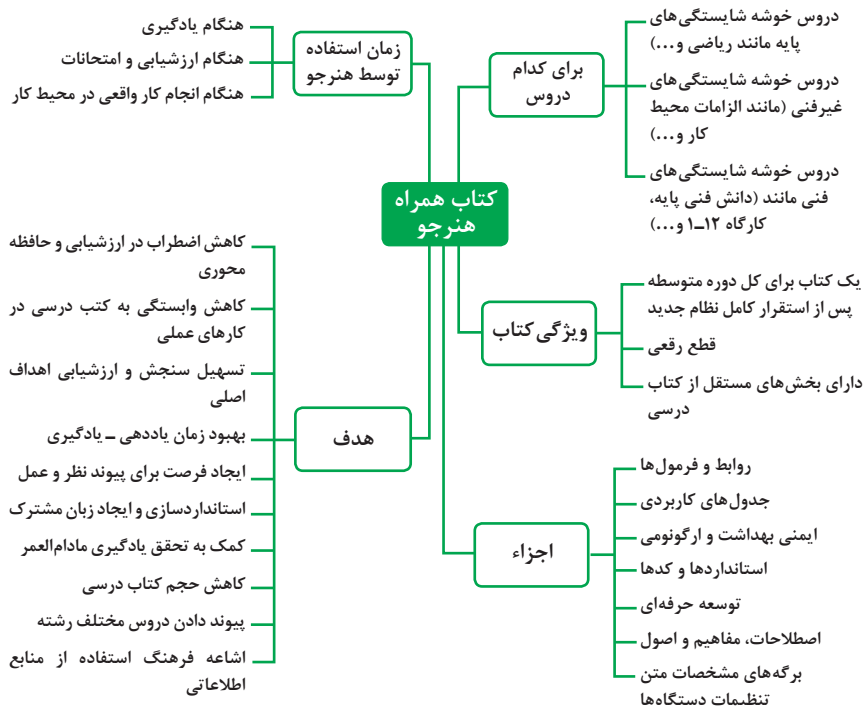 کتاب همراه
هنرجو
برای کدام
دروس
دروس خوشه شایستگی‌های
پایه مانند ریاضی و...)
دروس خوشه شایستگی‌های
غیرفنی (مانند الزامات محیط
کار و...)
دروس خوشه شایستگی‌های
فنی مانند (دانش فنی پایه،
کارگاه ۱۲ـ۱ و...)
ویژگی کتاب
یک کتاب برای کل دوره متوسطه
پس از استقرار کامل نظام جدید
قطع رقعی
دارای بخش‌های مستقل از کتاب
درسی
اجزاء
روابط و فرمول‌ها
جدول‌های کاربردی
ایمنی بهداشت و ارگونومی
استانداردها و کدها
توسعه حرفه‌ای
اصطلاحات، مفاهیم و اصول
برگه‌های مشخصات متن
تنظیمات دستگاه‌ها
زمان استفاده
توسط هنرجو
هنگام یادگیری
هنگام ارزشیابی و امتحانات
هنگام انجام کار واقعی در محیط کار
هدف
کاهش اضطراب در ارزشیابی و حافظه
محوری
کاهش وابستگی به کتب درسی در
کارهای عملی
تسهیل سنجش و ارزشیابی اهداف
اصلی
بهبود زمان یاددهی ـ یادگیری
ایجاد فرصت برای پیوند نظر و عمل
استانداردسازی و ایجاد زبان مشترک
کمک به تحقق یادگیری مادام‌العمر
کاهش حجم کتاب درسی
پیوند دادن دروس مختلف رشته
اشاعه فرهنگ استفاده از منابع
اطلاعاتی